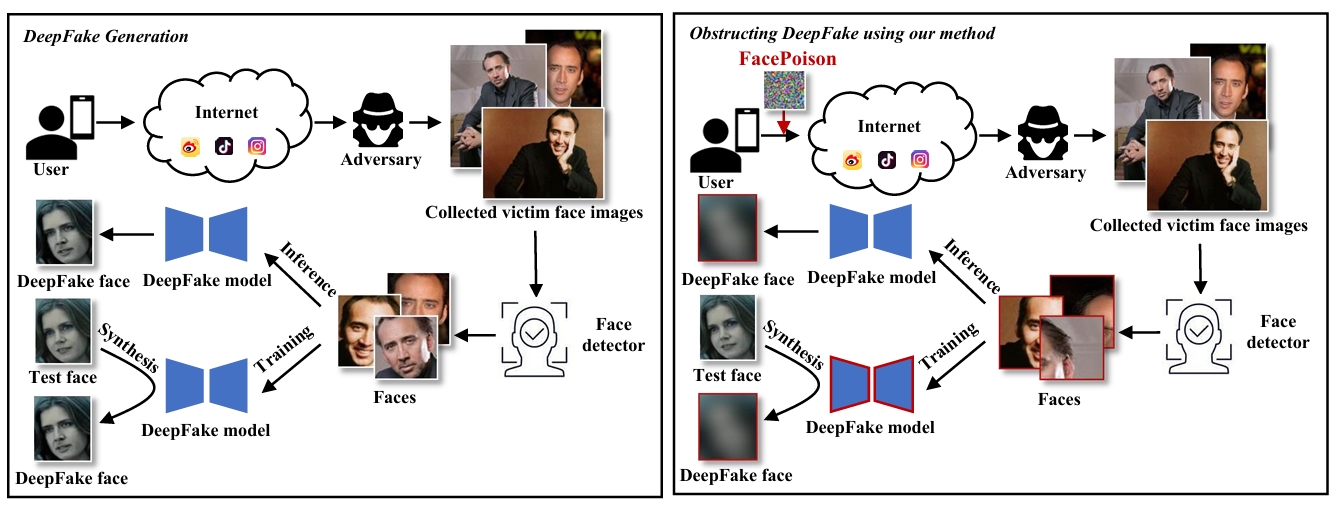 DeepFake Generation
Internet
User
Adversary
Collected victim face images
DeepFake face
DeepFake model
Inference
Face
detector
Synthesis
Training
Test face
Faces
DeepFake model
DeepFake face
Obstructing DeepFake using our method
FacePoison
Internet
User
Adversary
Collected victim face images
DeepFake face
DeepFake model
Inference
Face
detector
Synthesis
Training
Test face
Faces
DeepFake model
DeepFake face